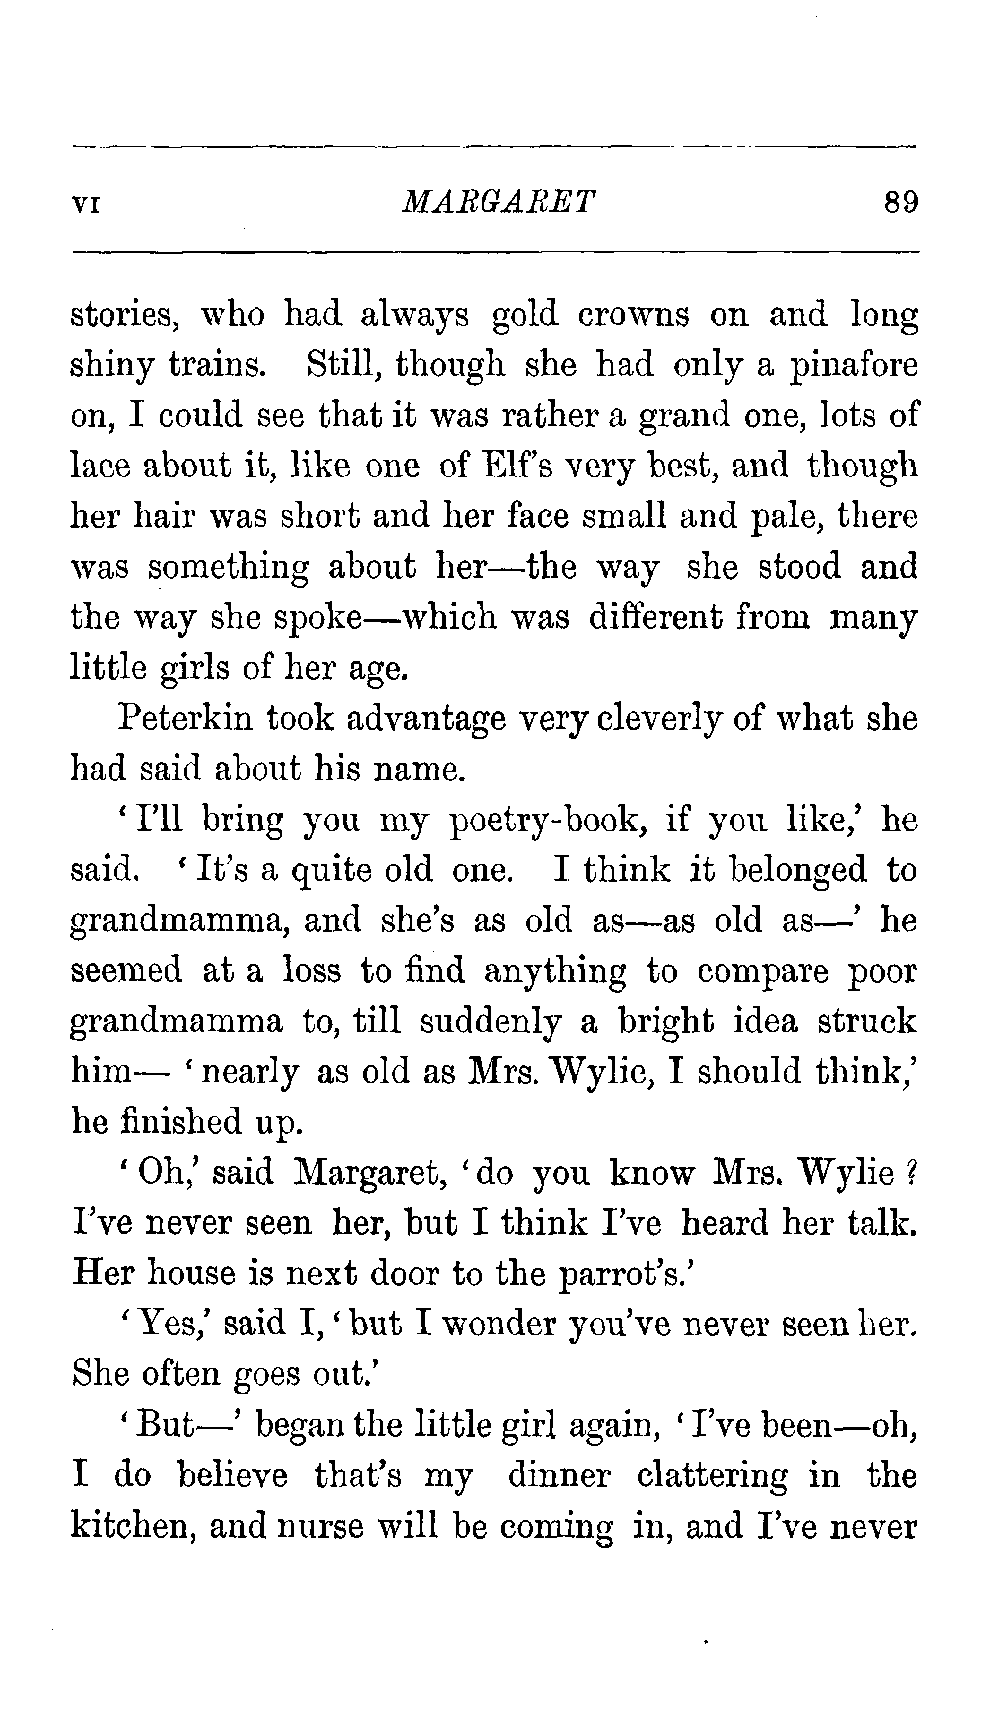 VI MARGARET 89
stories, who had always gold crowns on and long
shiny trains. Still, though she had only a pinafore
on, I could see that it was rather a grand one, lots of
lace about it, like one of Elf's very best, and though
her hair was short and her face small and pale, there
was something about her—the way she stood and
the way she spoke—which was different from many
little girls of her age.
Peterkin took advantage very cleverly of what she
had said about his name.
‘I'll bring you my poetry-book, if you like,’ he
said. ‘It's a quite old one. I think it belonged to
grandmamma, and she's as old as—as old as—’ he
seemed at a loss to find anything to compare poor
grandmamma to, till suddenly a bright idea struck
him— ‘nearly as old as Mrs. Wylie, I should think,’
he finished up.
‘Oh,’ said Margaret, ‘do you know Mrs. Wylie?
I've never seen her, but I think I've heard her talk.
Her house is next door to the parrot's.’
‘Yes,’ said I, ‘but I wonder you've never seen her.
She often goes out.’
‘But—’ began the little girl again, ‘I've been—oh,
I do believe that's my dinner clattering in the
kitchen, and nurse will be coming in, and I've never